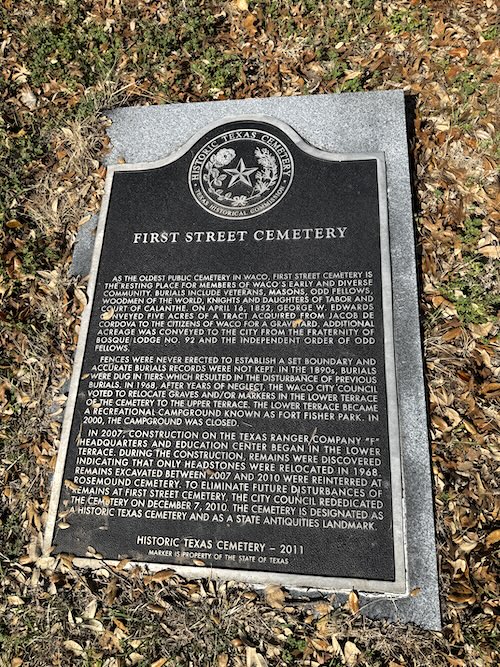 HISTORIC TEXAS CEMETERY
TEXAS HISTORICAL COMMISSION
FIRST STREET CEMETERY
AS THE OLDEST PUBLIC CEMETERY IN WACO, FIRST STREET CEMETERY IS
THE RESTING PLACE FOR MEMBERS OF WACO'S EARLY AND DIVERSE
COMMUNITY. BURIALS INCLUDE VETERANS, MASONS, ODD FELLOWS,
WOODMEN OF THE WORLD, KNIGHTS AND DAUGHTERS OF TABOR AND
COURT OF CALANTHE. ON APRIL 16, 1852, GEORGE W. EDWARDS
CONVEYED FIVE ACRES OF A TRACT ACQUIRED FROM JACOB DE
CORDOVA TO THE CITIZENS OF WACO FOR A GRAVEYARD. ADDITIONAL
ACREAGE WAS CONVEYED TO THE CITY FROM THE FRATERNITY OF
BOSQUE LODGE NO. 92 AND THE INDEPENDENT ORDER OF ODD
FELLOWS.
FENCES WERE NEVER ERECTED TO ESTABLISH A SET BOUNDARY AND
ACCURATE BURIAL RECORDS WERE NOT KEPT. IN THE 1890s, BURIALS
WERE DUG IN TIERS WHICH RESULTED IN THE DISTURBANCE OF PREVIOUS
BURIALS. IN 1968, AFTER YEARS OF NEGLECT, THE WACO CITY COUNCIL
VOTED TO RELOCATE GRAVES AND/OR MARKERS IN THE LOWER TERRACE
OF THE CEMETERY TO THE UPPER TERRACE. THE LOWER TERRACE BECAME
A RECREATIONAL CAMPGROUND KNOWN AS FORT FISHER PARK. IN
2000, THE CAMPGROUND WAS CLOSED.
IN 2007, CONSTRUCTION ON THE TEXAS RANGER COMPANY "F"
HEADQUARTERS AND EDUCATION CENTER BEGAN IN THE LOWER
TERRACE. DURING THE CONSTRUCTION, REMAINS WERE DISCOVERED
INDICATING THAT ONLY HEADSTONES WERE RELOCATED IN 1968.
REMAINS EXCAVATED BETWEEN 2007 AND 2010 WERE REINTERRED AT
ROSEMOUND CEMETERY. TO ELIMINATE FUTURE DISTURBANCES OF
REMAINS AT FIRST STREET CEMETERY, THE CITY COUNCIL REDEDICATED
THE CEMETERY ON DECEMBER 7, 2010. THE CEMETERY IS DESIGNATED AS
A HISTORIC TEXAS CEMETERY AND AS A STATE ANTIQUITIES LANDMARK.
HISTORIC TEXAS CEMETERY – 2011
MARKER IS PROPERTY OF THE STATE OF TEXAS